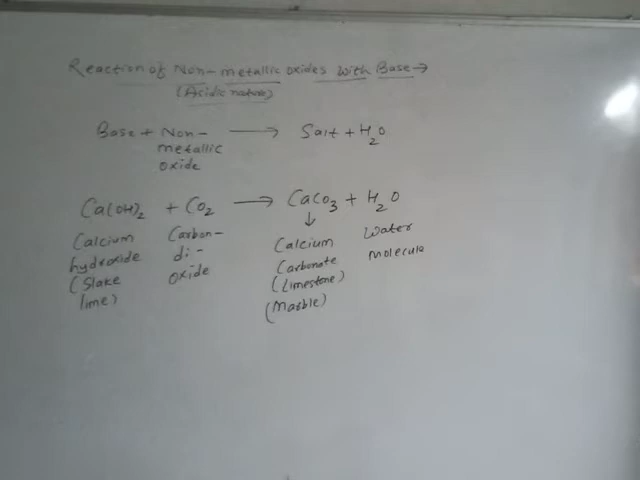 Reaction of Non-metallic oxides with Base→
(Acidic nature)
Base + Non- → Salt + H2O
metallic
oxide
Ca(OH)2 + CO2 → CaCO3 + H2O
↓
Calcium Carbon- Calcium Water
hydroxide di- Carbonate molecule
(Slake oxide (Limestone)
lime) (Marble)